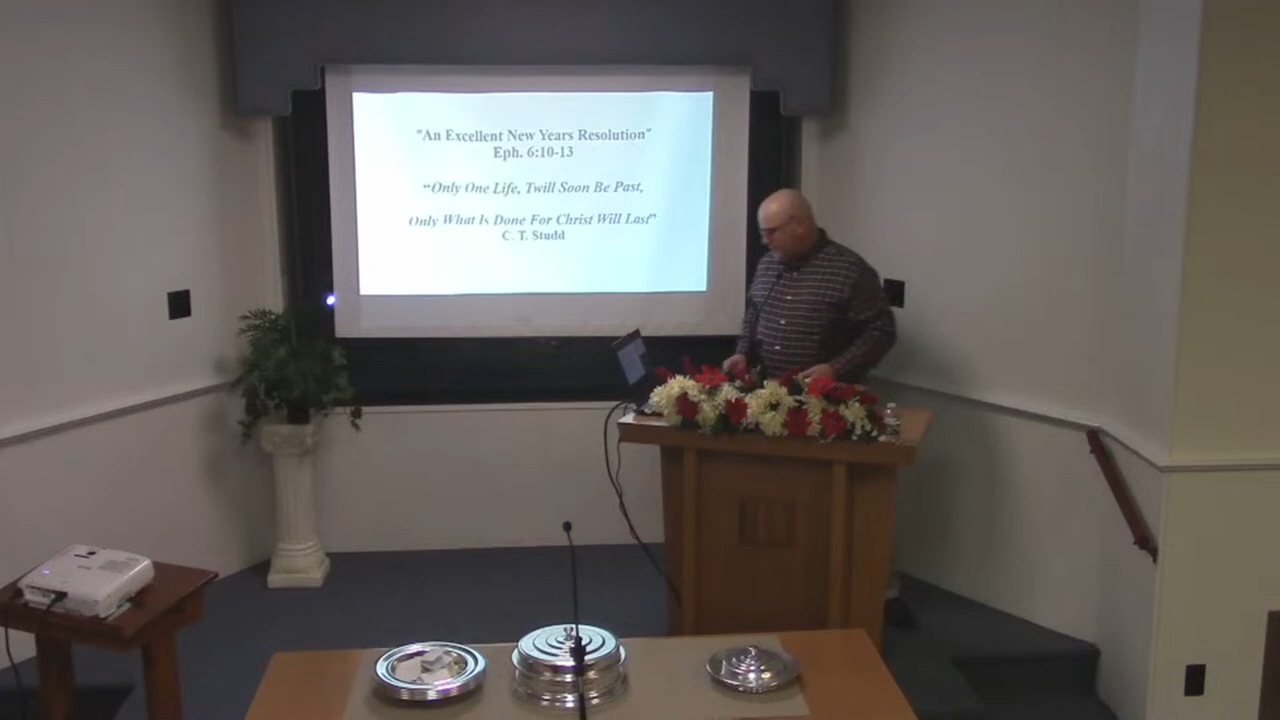 "An Excellent New Years Resolution"
Eph. 6:10-13
“Only One Life, Twill Soon Be Past,
Only What Is Done For Christ Will Last”
C. T. Studd